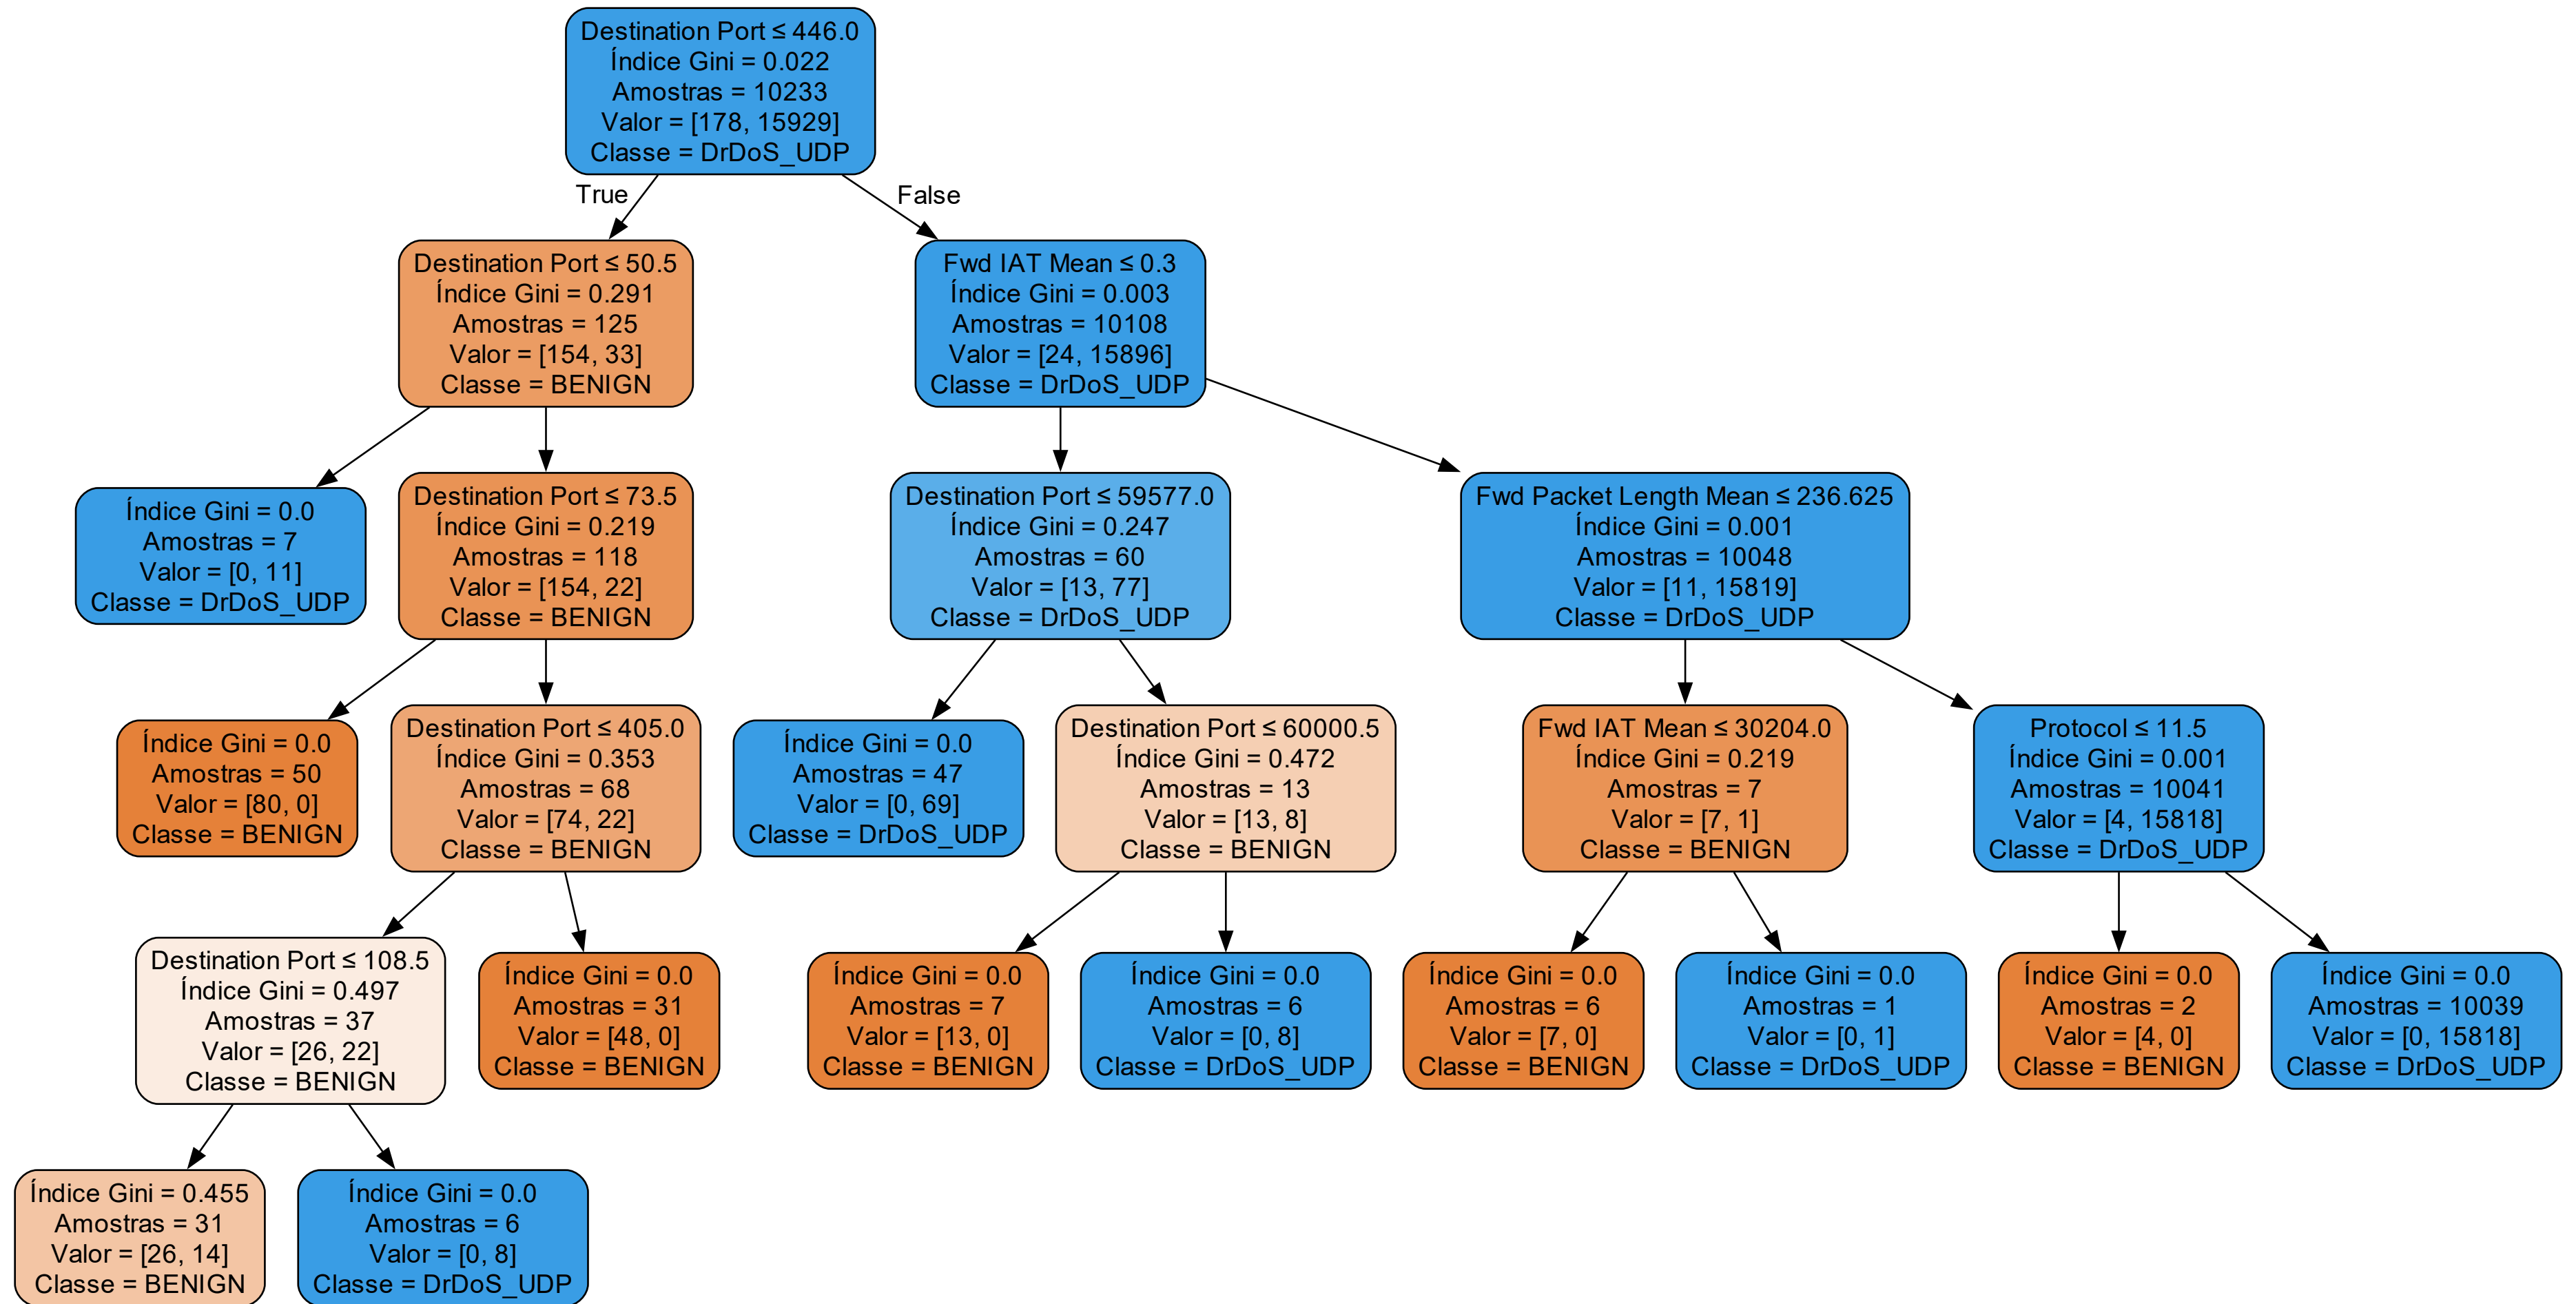 Destination Port ≤ 446.0
Índice Gini = 0.022
Amostras = 10233
Valor = [178, 15929]
Classe = DrDoS_UDP
True
False
Destination Port ≤ 50.5
Índice Gini = 0.291
Amostras = 125
Valor = [154, 33]
Classe = BENIGN
Fwd IAT Mean ≤ 0.3
Índice Gini = 0.003
Amostras = 10108
Valor = [24, 15896]
Classe = DrDoS_UDP
Índice Gini = 0.0
Amostras = 7
Valor = [0, 11]
Classe = DrDoS_UDP
Destination Port ≤ 73.5
Índice Gini = 0.219
Amostras = 118
Valor = [154, 22]
Classe = BENIGN
Destination Port ≤ 59577.0
Índice Gini = 0.247
Amostras = 60
Valor = [13, 77]
Classe = DrDoS_UDP
Fwd Packet Length Mean ≤ 236.625
Índice Gini = 0.001
Amostras = 10048
Valor = [11, 15819]
Classe = DrDoS_UDP
Índice Gini = 0.0
Amostras = 50
Valor = [80, 0]
Classe = BENIGN
Destination Port ≤ 405.0
Índice Gini = 0.353
Amostras = 68
Valor = [74, 22]
Classe = BENIGN
Índice Gini = 0.0
Amostras = 47
Valor = [0, 69]
Classe = DrDoS_UDP
Destination Port ≤ 60000.5
Índice Gini = 0.472
Amostras = 13
Valor = [13, 8]
Classe = BENIGN
Fwd IAT Mean ≤ 30204.0
Índice Gini = 0.219
Amostras = 7
Valor = [7, 1]
Classe = BENIGN
Protocol ≤ 11.5
Índice Gini = 0.001
Amostras = 10041
Valor = [4, 15818]
Classe = DrDoS_UDP
Destination Port ≤ 108.5
Índice Gini = 0.497
Amostras = 37
Valor = [26, 22]
Classe = BENIGN
Índice Gini = 0.0
Amostras = 31
Valor = [48, 0]
Classe = BENIGN
Índice Gini = 0.0
Amostras = 7
Valor = [13, 0]
Classe = BENIGN
Índice Gini = 0.0
Amostras = 6
Valor = [0, 8]
Classe = DrDoS_UDP
Índice Gini = 0.0
Amostras = 6
Valor = [7, 0]
Classe = BENIGN
Índice Gini = 0.0
Amostras = 1
Valor = [0, 1]
Classe = DrDoS_UDP
Índice Gini = 0.0
Amostras = 2
Valor = [4, 0]
Classe = BENIGN
Índice Gini = 0.0
Amostras = 10039
Valor = [0, 15818]
Classe = DrDoS_UDP
Índice Gini = 0.455
Amostras = 31
Valor = [26, 14]
Classe = BENIGN
Índice Gini = 0.0
Amostras = 6
Valor = [0, 8]
Classe = DrDoS_UDP